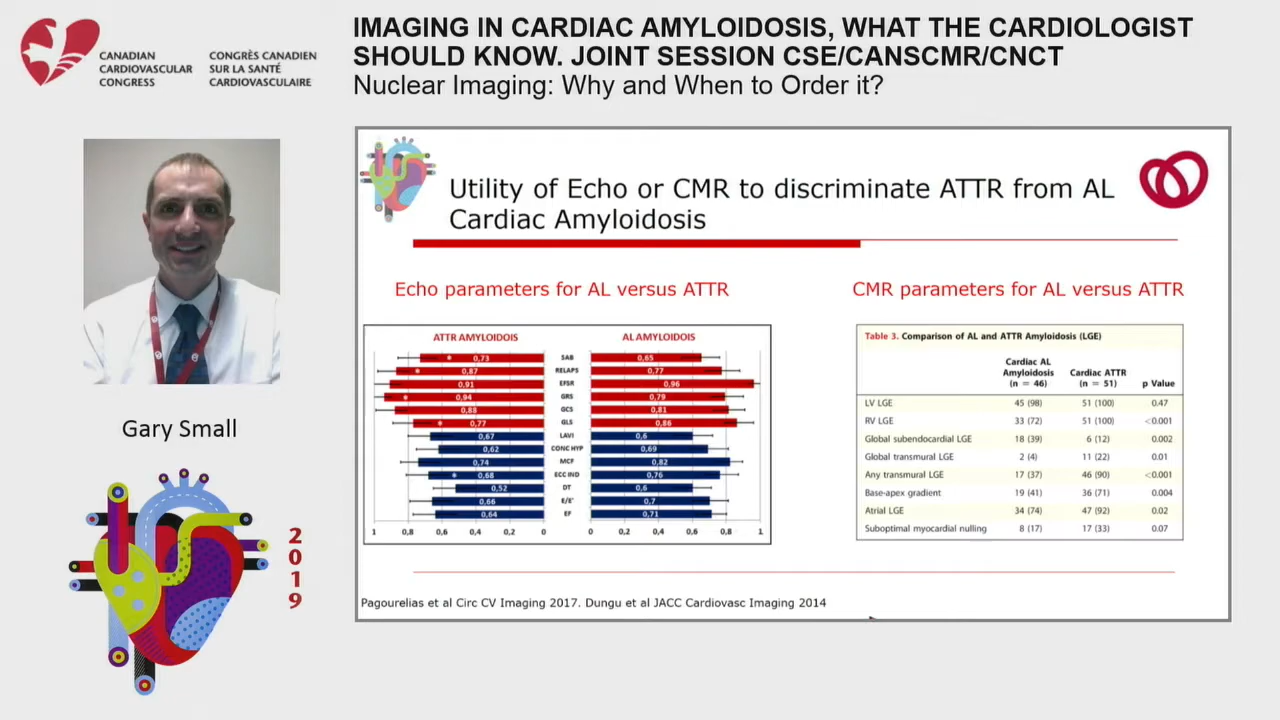 CANADIAN
CARDIOVASCULAR
CONGRESS
CONGRÈS CANADIEN
SUR LA SANTÉ
CARDIOVASCULAIRE
IMAGING IN CARDIAC AMYLOIDOSIS, WHAT THE CARDIOLOGIST
SHOULD KNOW. JOINT SESSION CSE/CANSCMR/CNCT
Nuclear Imaging: Why and When to Order it?
Gary Small
2019
Utility of Echo or CMR to discriminate ATTR from AL
Cardiac Amyloidosis
Echo parameters for AL versus ATTR
ATTR AMYLOIDOIS AL AMYLOIDOIS
0,73 SAB 0,65
0,87 RELAPS 0,77
0,91 EFSR 0,96
0,94 GRS 0,79
0,88 GCS 0,81
0,77 GLS 0,86
0,67 LAVI 0,6
0,62 CONC HYP 0,69
0,74 MCF 0,82
0,68 ECC IND 0,76
0,52 DT 0,6
0,66 E/E' 0,7
0,64 EF 0,71
1 0,8 0,6 0,4 0,2 0 0 0,2 0,4 0,6 0,8 1
CMR parameters for AL versus ATTR
Table 3. Comparison of AL and ATTR Amyloidosis (LGE)
Cardiac AL
Amyloidosis Cardiac ATTR
(n = 46) (n = 51) p Value
LV LGE 45 (98) 51 (100) 0.47
RV LGE 33 (72) 51 (100) <0.001
Global subendocardial LGE 18 (39) 6 (12) 0.002
Global transmural LGE 2 (4) 11 (22) 0.01
Any transmural LGE 17 (37) 46 (90) <0.001
Base-apex gradient 19 (41) 36 (71) 0.004
Atrial LGE 34 (74) 47 (92) 0.02
Suboptimal myocardial nulling 8 (17) 17 (33) 0.07
Pagourelias et al Circ CV Imaging 2017. Dungu et al JACC Cardiovasc Imaging 2014